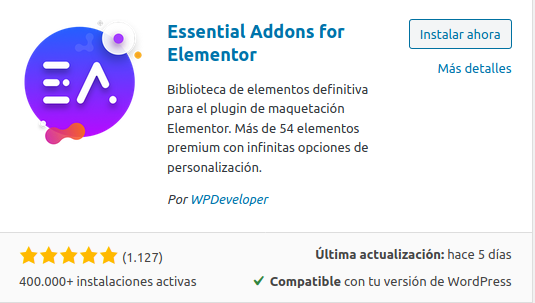 EA
Essential Addons for
Elementor
Instalar ahora
Más detalles
Biblioteca de elementos definitiva
para el plugin de maquetación
Elementor. Más de 54 elementos
premium con infinitas opciones de
personalización.
Por WPDeveloper
(1.127)
400.000+ instalaciones activas
Última actualización: hace 5 días
Compatible con tu versión de WordPress